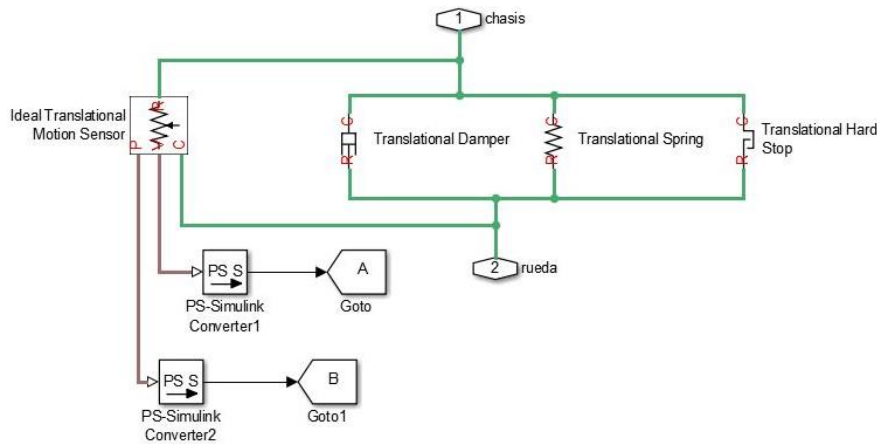 1
chasis
Ideal Translational
Motion Sensor
R
P
V
C
C
R
Translational Damper
C
R
Translational Spring
C
R
Translational Hard
Stop
2
rueda
PS S
PS-Simulink
Converter1
A
Goto
PS S
PS-Simulink
Converter2
B
Goto1